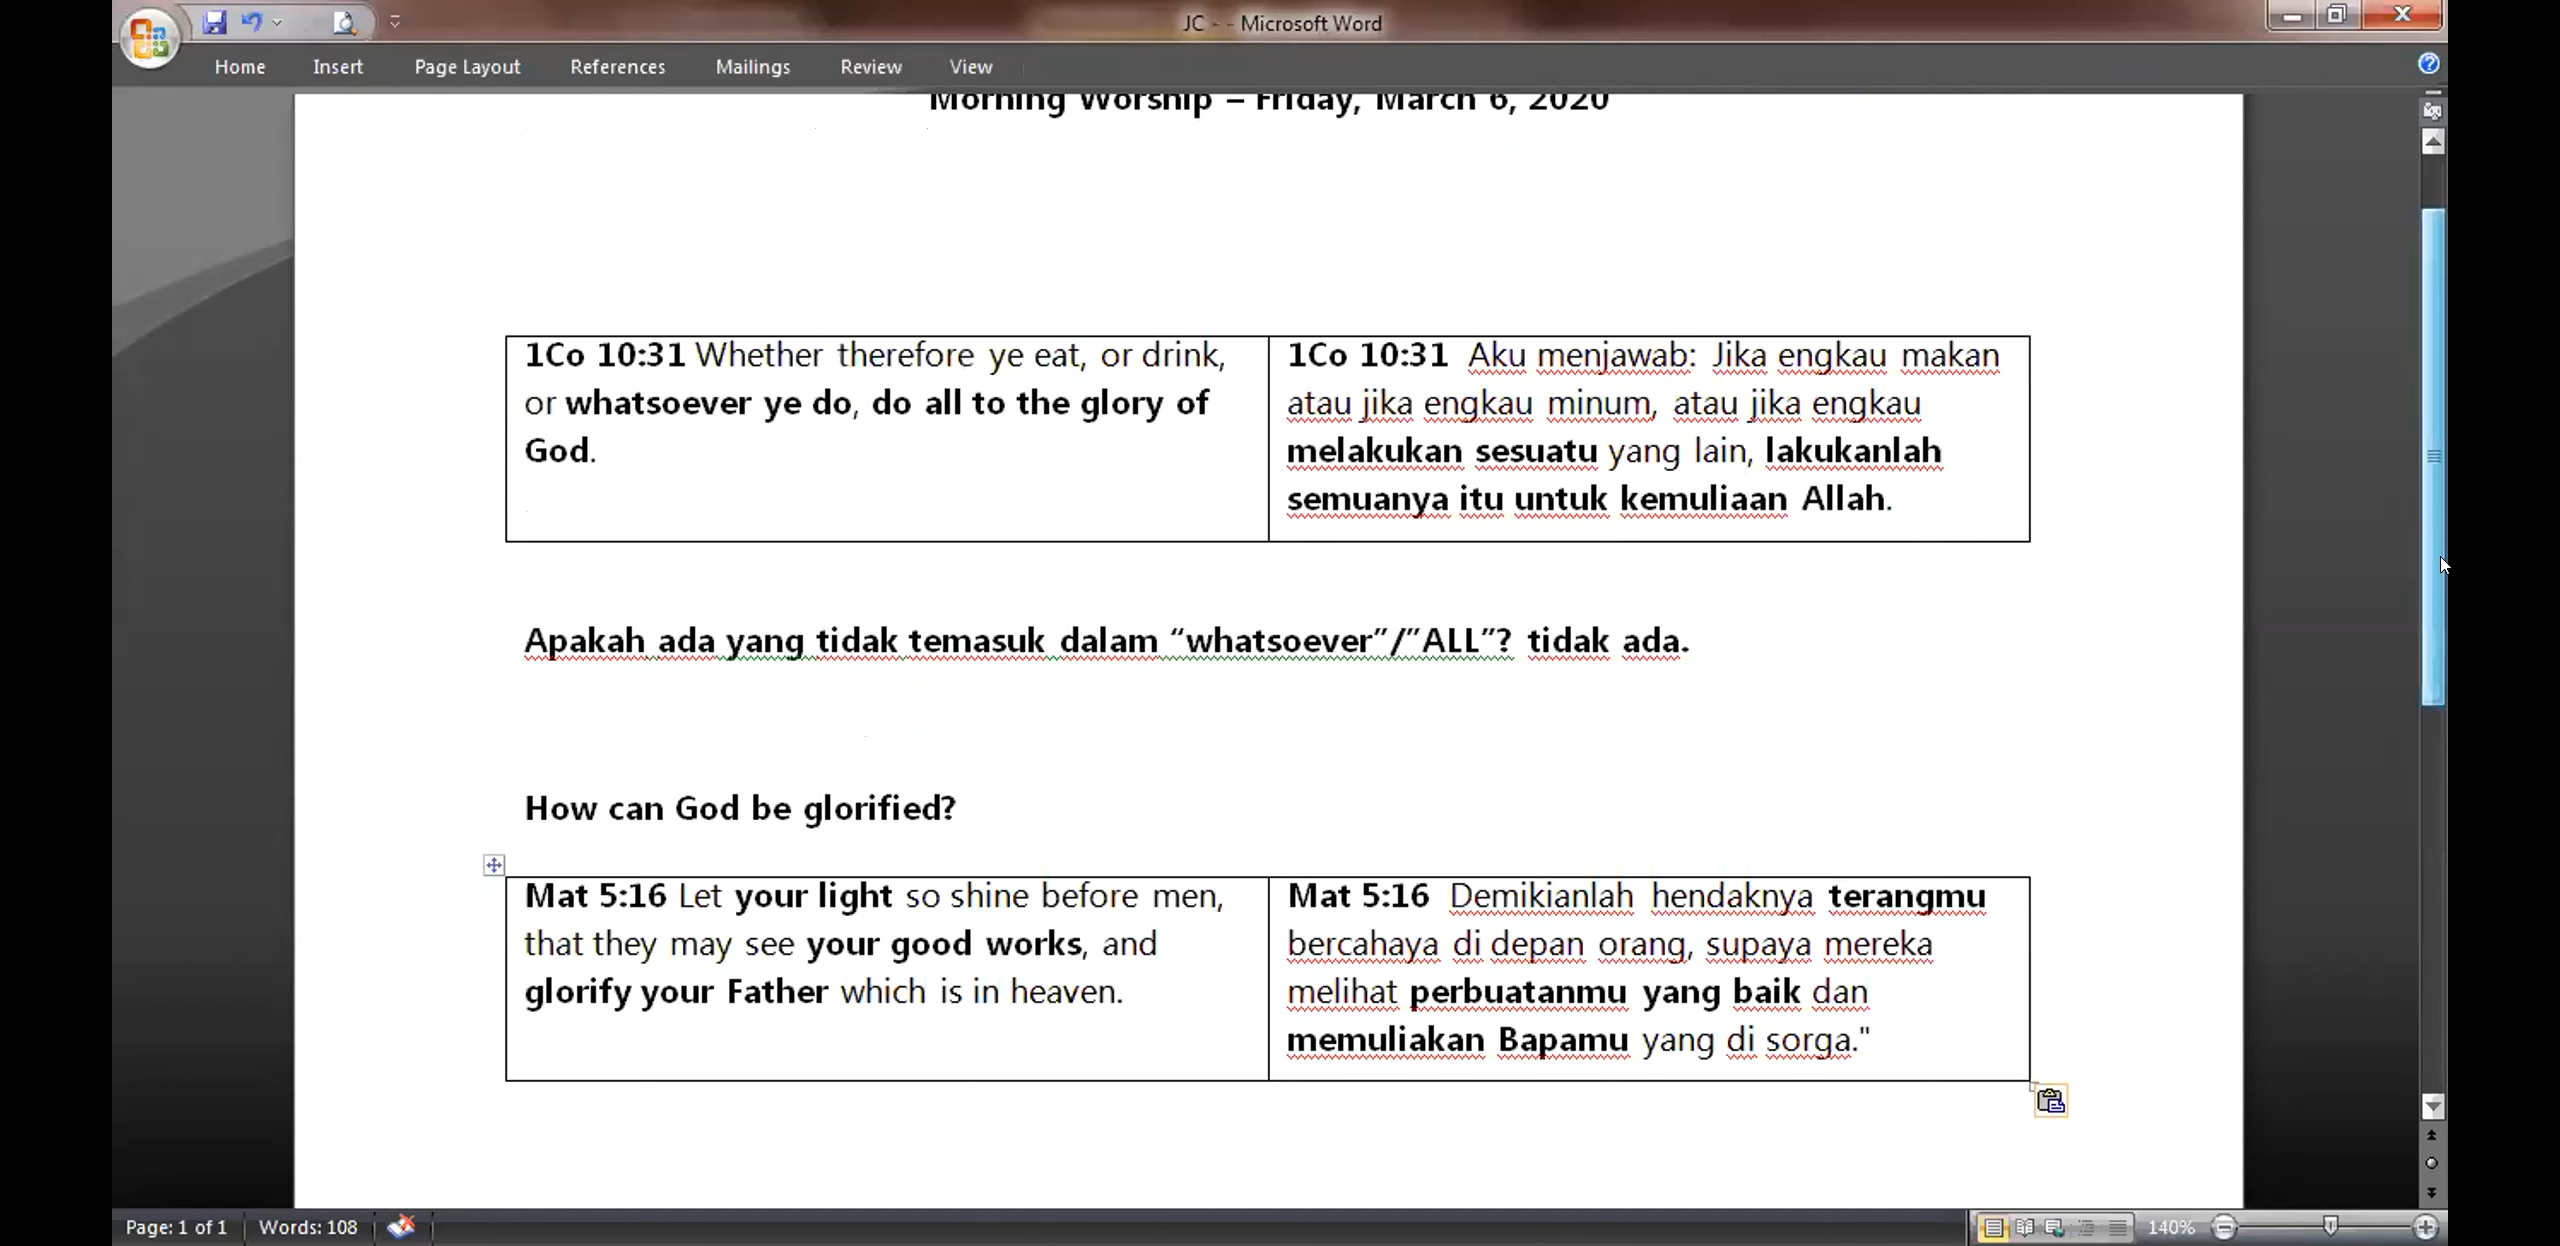 JC - - Microsoft Word
Home Insert Page Layout References Mailings Review View
Morning Worship – Friday, March 6, 2020
1Co 10:31 Whether therefore ye eat, or drink,
or whatsoever ye do, do all to the glory of
God.
1Co 10:31 Aku menjawab: Jika engkau makan
atau jika engkau minum, atau jika engkau
melakukan sesuatu yang lain, lakukanlah
semuanya itu untuk kemuliaan Allah.
Apakah ada yang tidak temasuk dalam “whatsoever”/”ALL”? tidak ada.
How can God be glorified?
Mat 5:16 Let your light so shine before men,
that they may see your good works, and
glorify your Father which is in heaven.
Mat 5:16 Demikianlah hendaknya terangmu
bercahaya di depan orang, supaya mereka
melihat perbuatanmu yang baik dan
memuliakan Bapamu yang di sorga."
Page: 1 of 1 Words: 108 140%